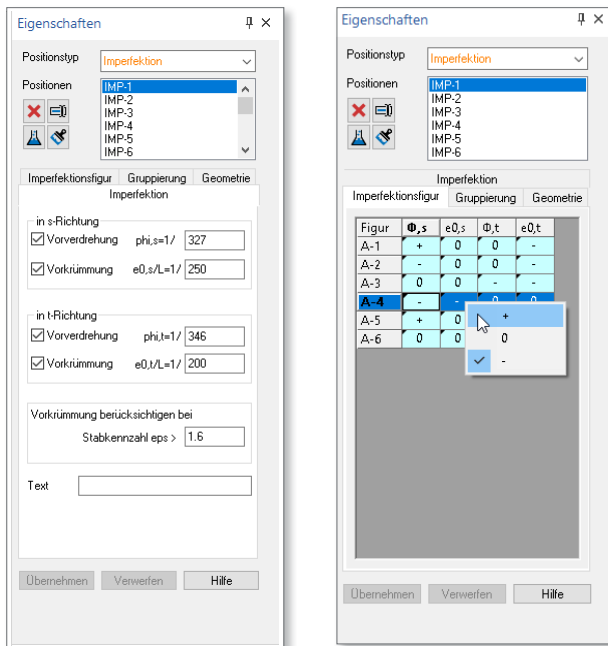 Eigenschaften
Positionstyp Imperfektion
Positionen IMP-1
IMP-2
IMP-3
IMP-4
IMP-5
IMP-6
Imperfektionsfigur Gruppierung Geometrie
Imperfektion
in s-Richtung
Vorverdrehung phi,s=1/ 327
Vorkrümmung e0,s/L=1/ 250
in t-Richtung
Vorverdrehung phi,t=1/ 346
Vorkrümmung e0,t/L=1/ 200
Vorkrümmung berücksichtigen bei
Stabkennzahl eps > 1.6
Text
Übernehmen Verwerfen Hilfe
Eigenschaften
Positionstyp Imperfektion
Positionen IMP-1
IMP-2
IMP-3
IMP-4
IMP-5
IMP-6
Imperfektion
Imperfektionsfigur Gruppierung Geometrie
Figur Φ,s e0,s Φ,t e0,t
A-1 + 0 0 -
A-2 - 0 0 -
A-3 0 0 - -
A-4 - - 0 0
A-5 + 0
A-6 0 0
+
0
-
Übernehmen Verwerfen Hilfe